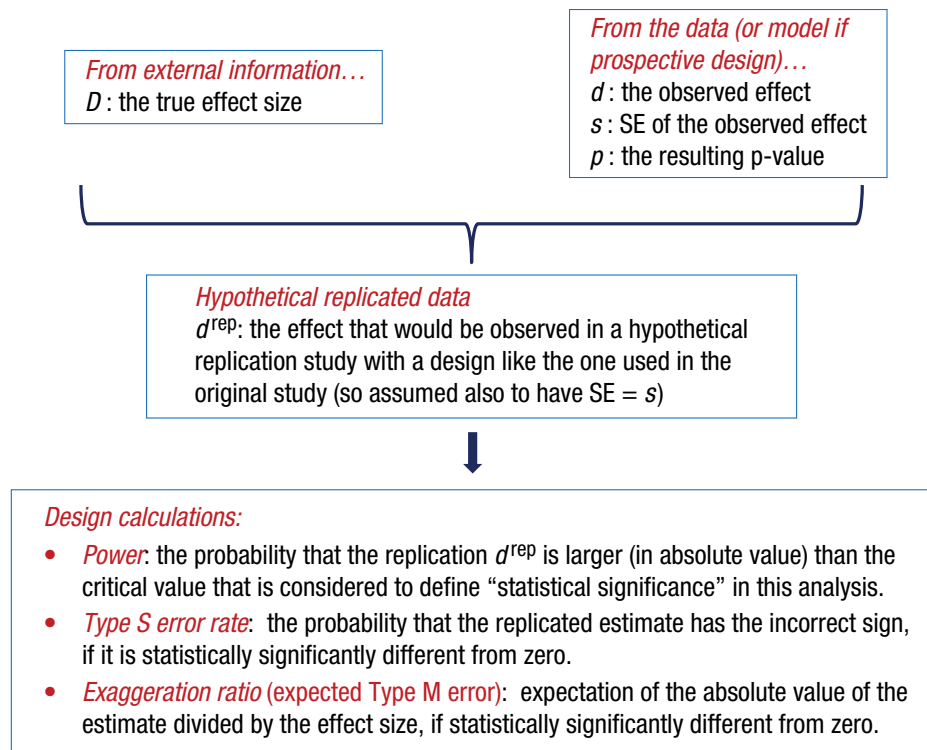 From external information…
D : the true effect size
From the data (or model if
prospective design)…
d : the observed effect
s : SE of the observed effect
p : the resulting p-value
Hypothetical replicated data
d rep: the effect that would be observed in a hypothetical
replication study with a design like the one used in the
original study (so assumed also to have SE = s)
Design calculations:
• Power: the probability that the replication d rep is larger (in absolute value) than the
critical value that is considered to define “statistical significance” in this analysis.
• Type S error rate: the probability that the replicated estimate has the incorrect sign,
if it is statistically significantly different from zero.
• Exaggeration ratio (expected Type M error): expectation of the absolute value of the
estimate divided by the effect size, if statistically significantly different from zero.